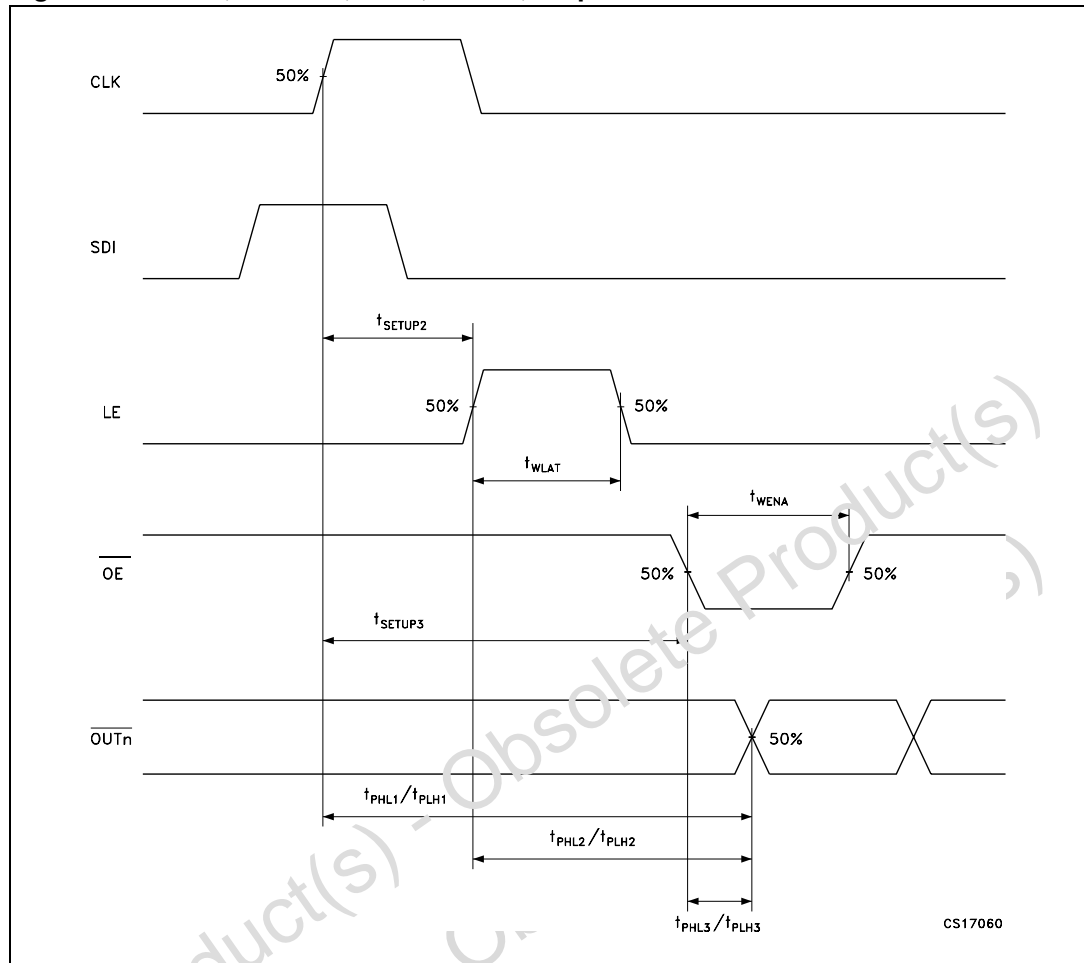 50%
CLK
SDI
tSETUP2
LE
50%
50%
tWLAT
tWENA
OE
50%
50%
tSETUP3
OUTn
50%
tPHL1/tPLH1
tPHL2/tPLH2
tPHL3/tPLH3
CS17060
Product(s) - Obsolete Product(s)